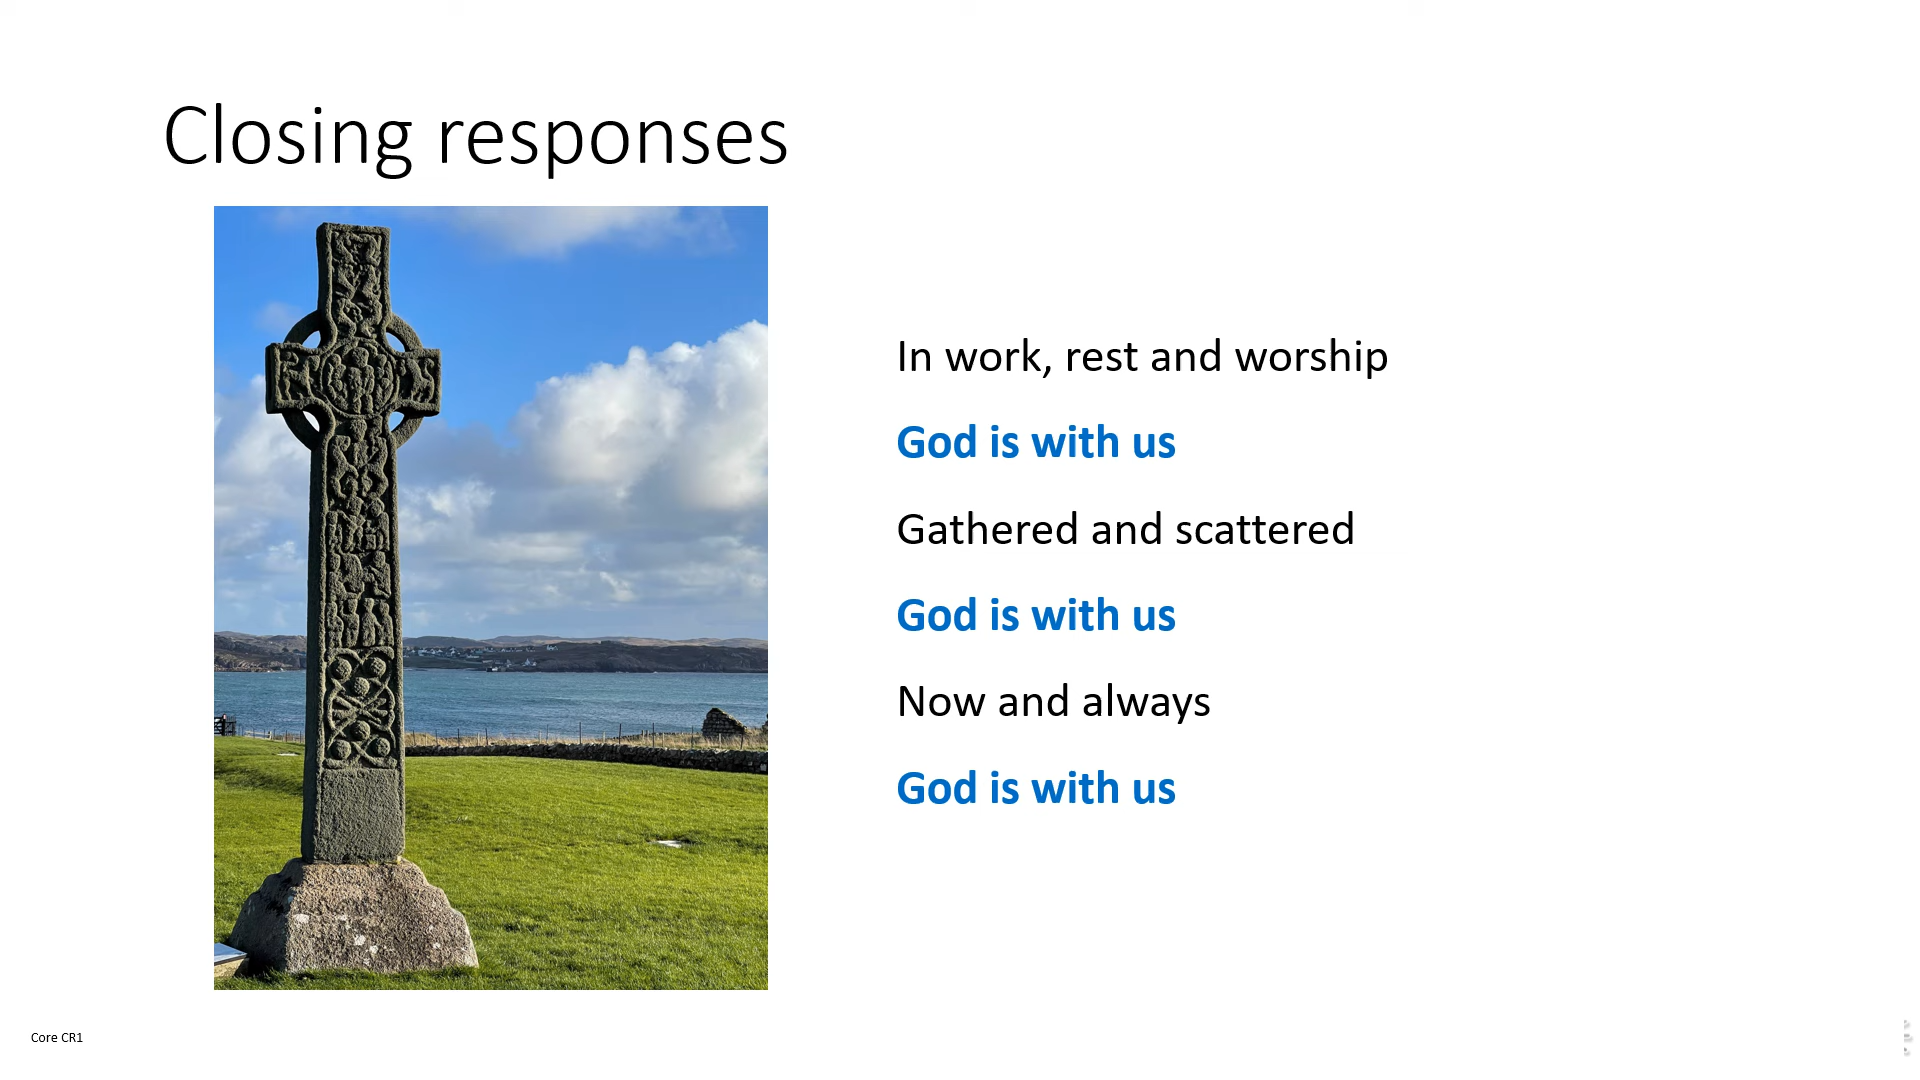 Closing responses
In work, rest and worship
God is with us
Gathered and scattered
God is with us
Now and always
God is with us
Core CR1